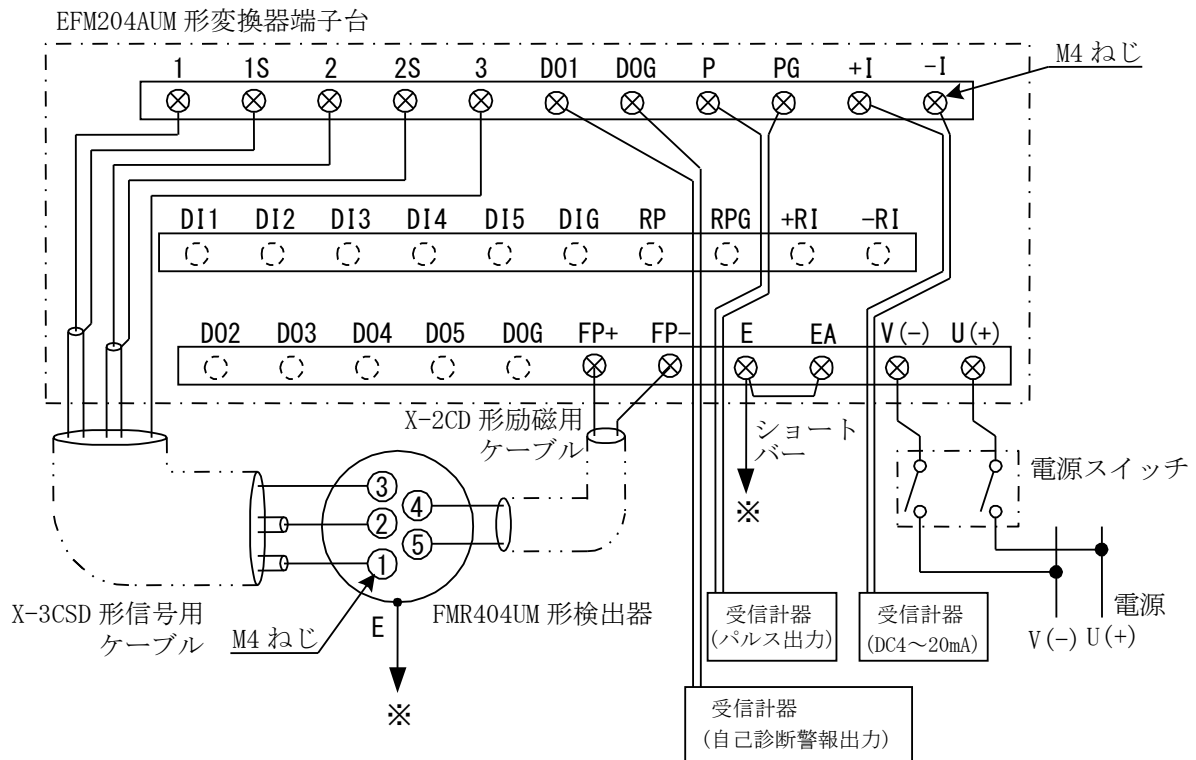 EFM204AUM 形変換器端子台
1 1S 2 2S 3 DO1 DOG P PG +I -I
M4 ねじ
DI1 DI2 DI3 DI4 DI5 DIG RP RPG +RI -RI
DO2 DO3 DO4 DO5 DOG FP+ FP- E EA V(-) U(+)
X-2CD 形励磁用
ケーブル
ショート
バー
電源スイッチ
※
3
4
2
5
1
X-3CSD 形信号用
ケーブル
M4 ねじ
E
FMR404UM 形検出器
※
受信計器
(パルス出力)
受信計器
(DC4～20mA)
電源
V(-) U(+)
受信計器
(自己診断警報出力)